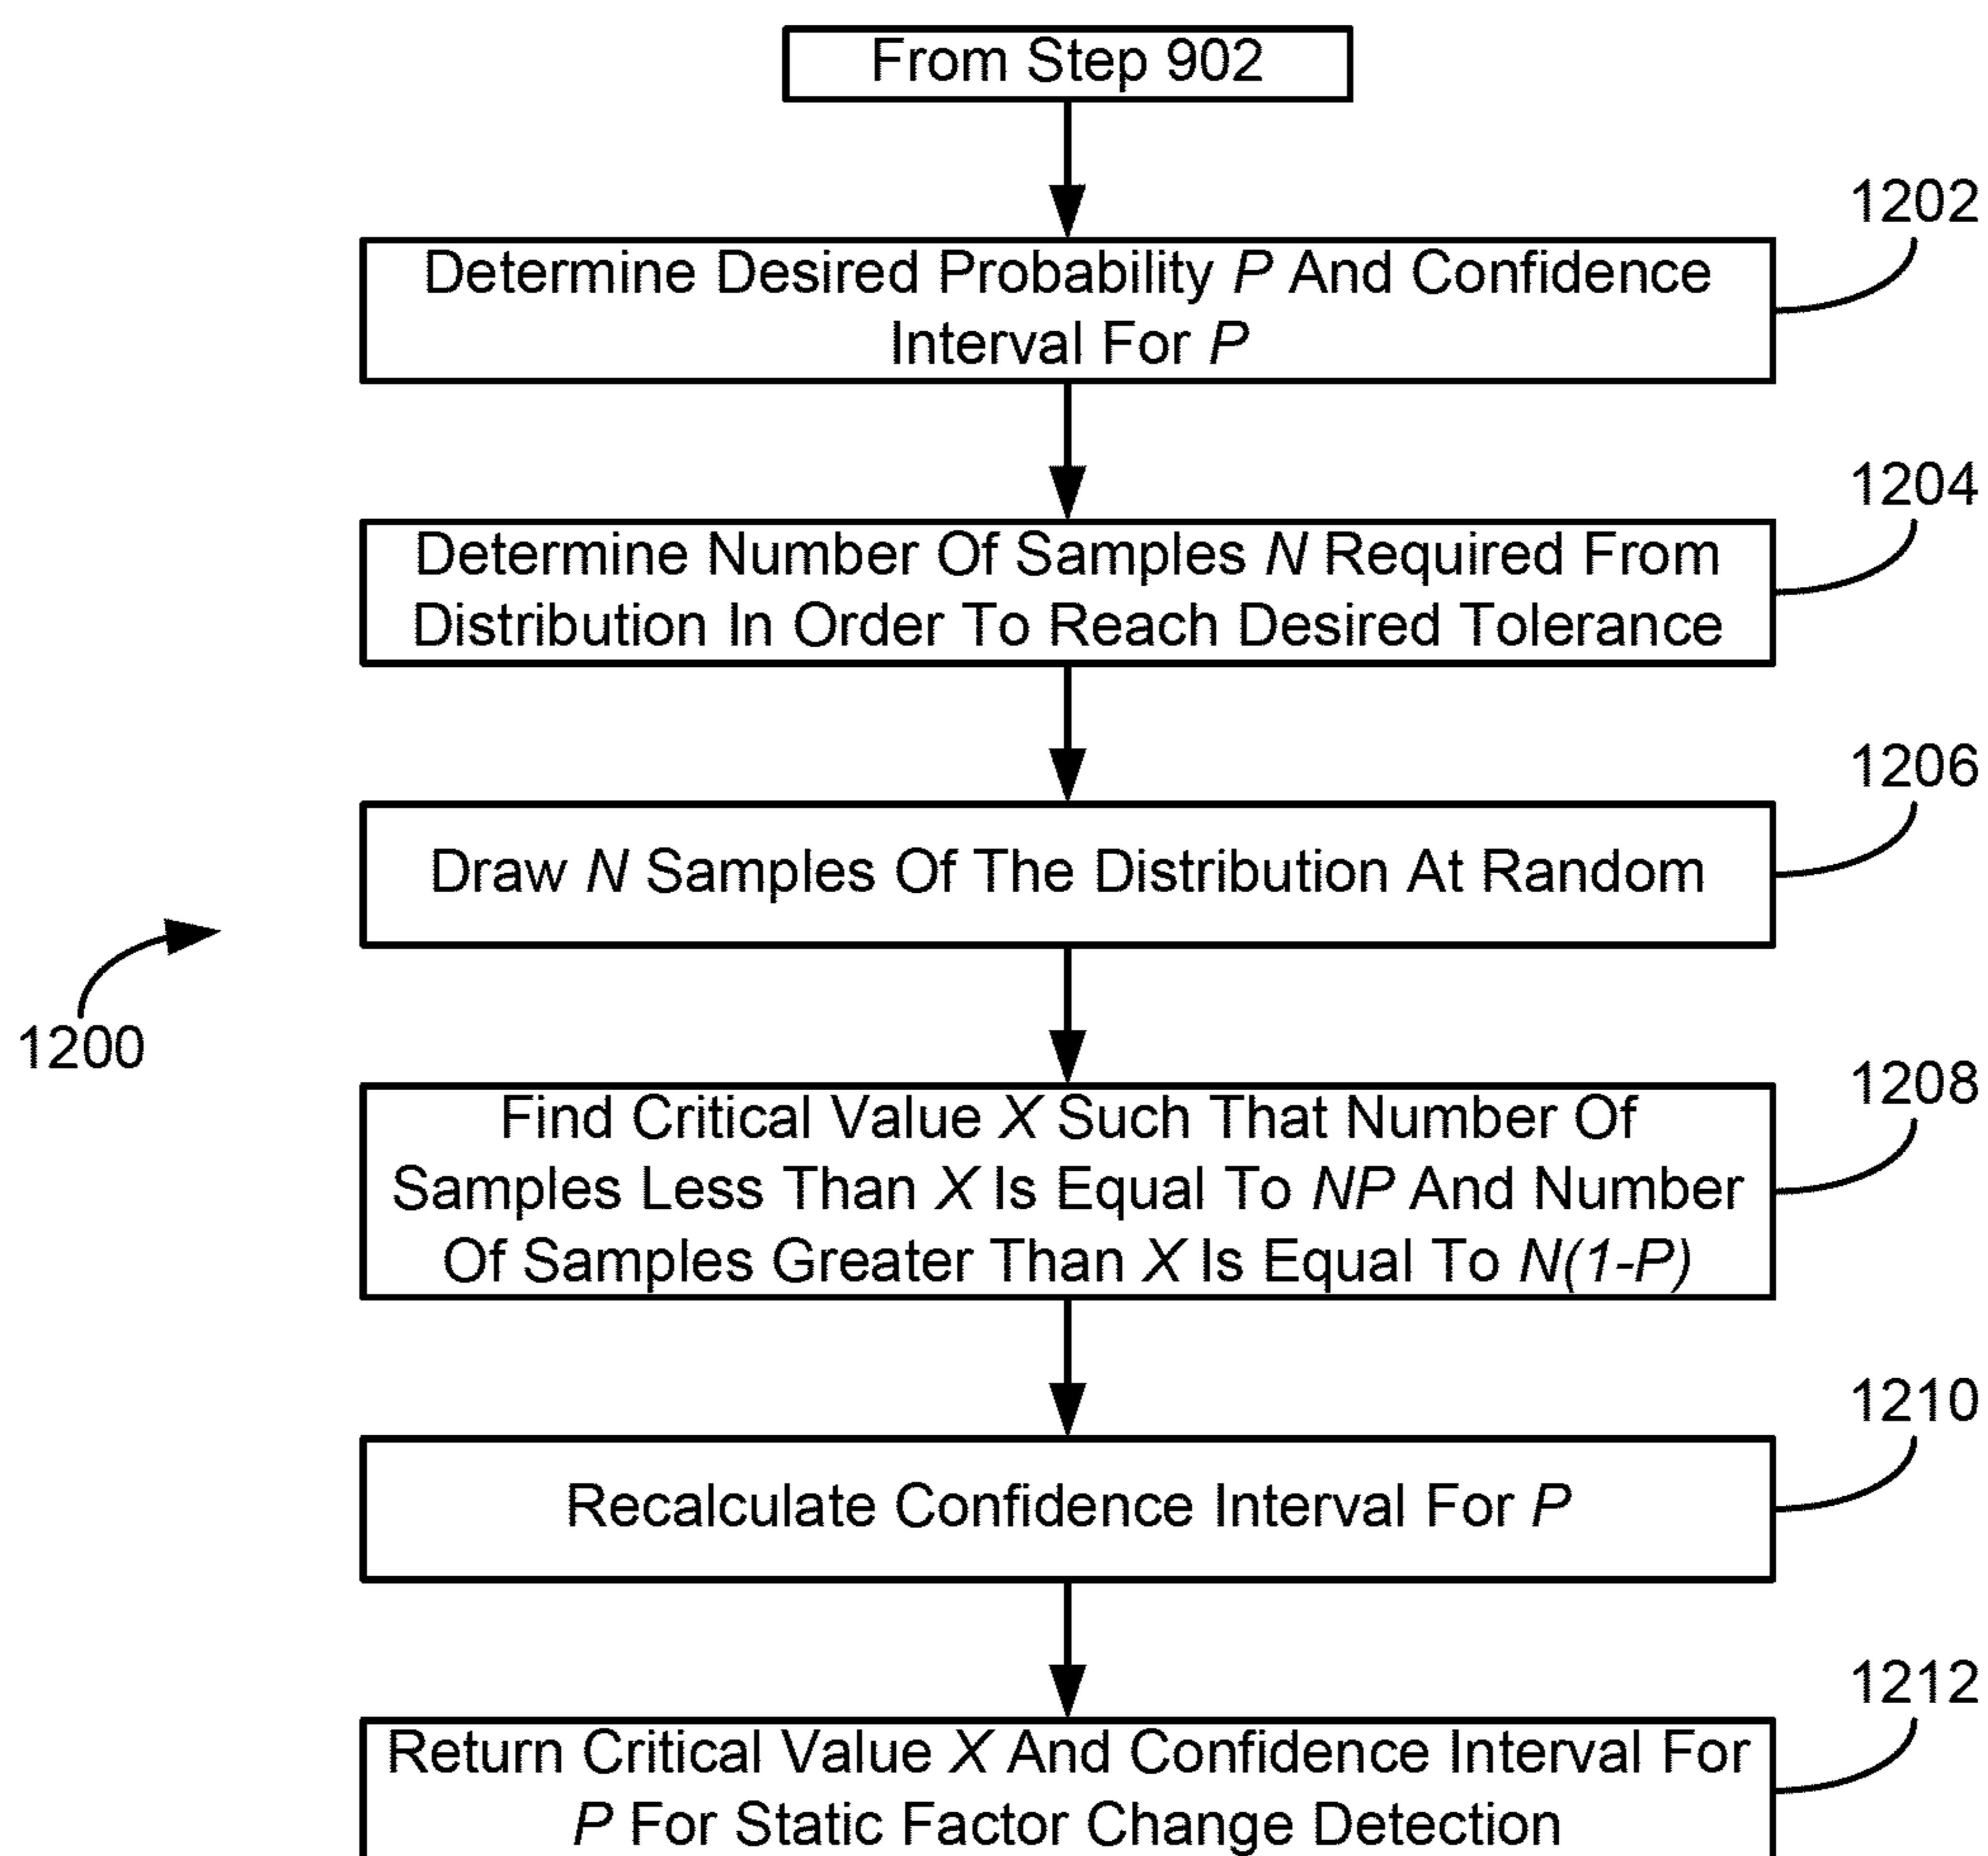 From Step 902
1202
Determine Desired Probability P And Confidence
Interval For P
1204
Determine Number Of Samples N Required From
Distribution In Order To Reach Desired Tolerance
1206
Draw N Samples Of The Distribution At Random
1200
1208
Find Critical Value X Such That Number Of
Samples Less Than X Is Equal To NP And Number
Of Samples Greater Than X Is Equal To N(1-P)
1210
Recalculate Confidence Interval For P
1212
Return Critical Value X And Confidence Interval For
P For Static Factor Change Detection